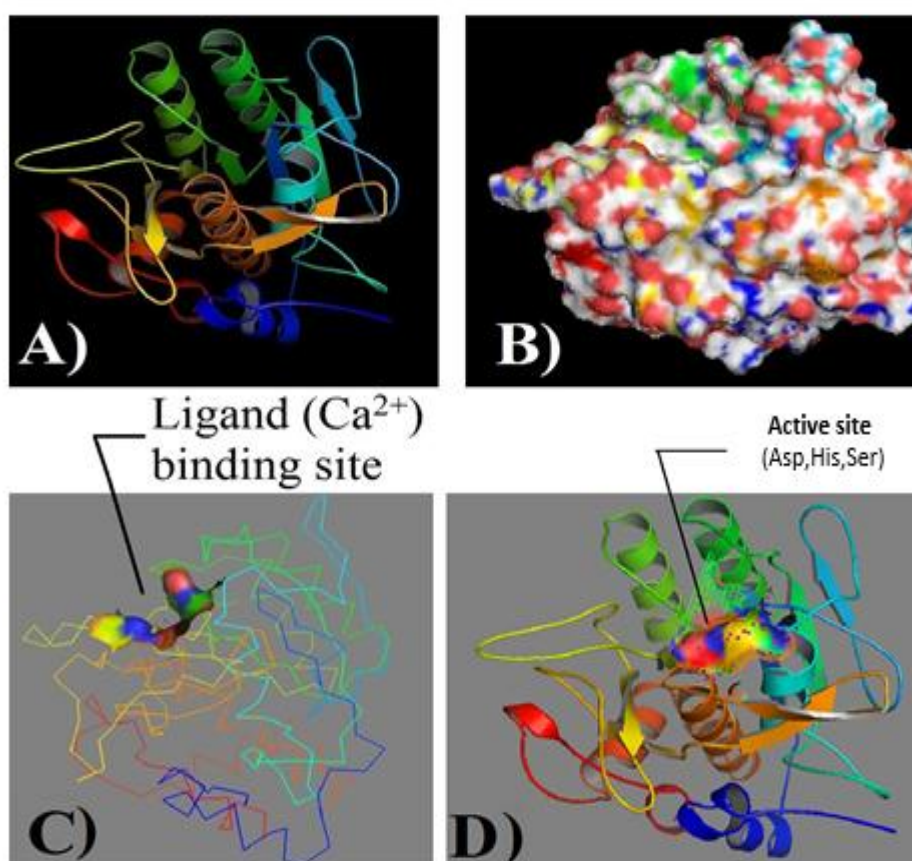 A)
B)
Ligand (Ca²⁺)
binding site
Active site
(Asp,His,Ser)
C)
D)